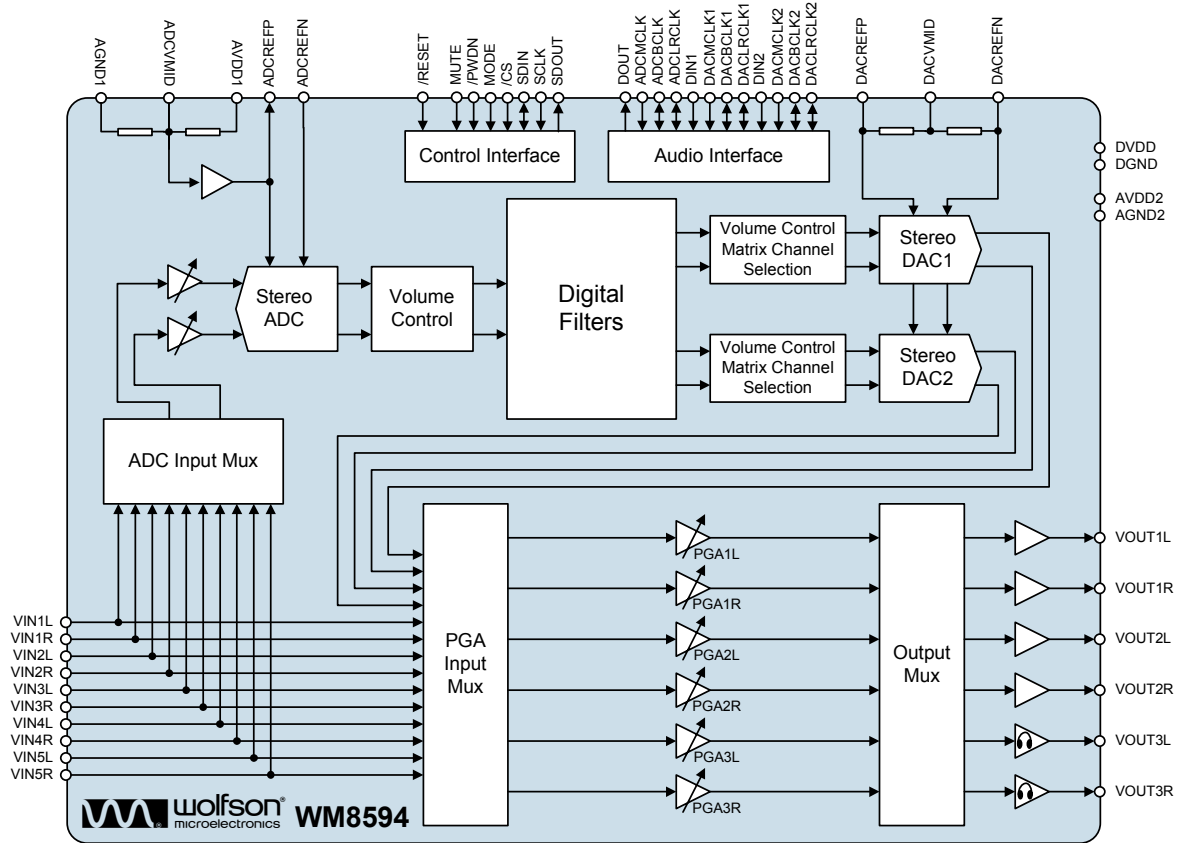 AGND1
ADCVMID
AVDD1
ADCREFP
ADCREFN
/RESET
MUTE
/PWDN
MODE
/CS
SDIN
SCLK
SDOUT
DOUT
ADCMCLK
ADCBCLK
ADCLRCLK
DIN1
DACMCLK1
DACBCLK1
DACLRCLK1
DIN2
DACMCLK2
DACBCLK2
DACLRCLK2
DACREFP
DACVMID
DACREFN
Control Interface
Audio Interface
DVDD
DGND
AVDD2
AGND2
Stereo
ADC
Volume
Control
Digital
Filters
Volume Control
Matrix Channel
Selection
Stereo
DAC1
Volume Control
Matrix Channel
Selection
Stereo
DAC2
ADC Input Mux
VIN1L
VIN1R
VIN2L
VIN2R
VIN3L
VIN3R
VIN4L
VIN4R
VIN5L
VIN5R
PGA
Input
Mux
PGA1L
PGA1R
PGA2L
PGA2R
PGA3L
PGA3R
Output
Mux
VOUT1L
VOUT1R
VOUT2L
VOUT2R
VOUT3L
VOUT3R
wolfson®
microelectronics
WM8594